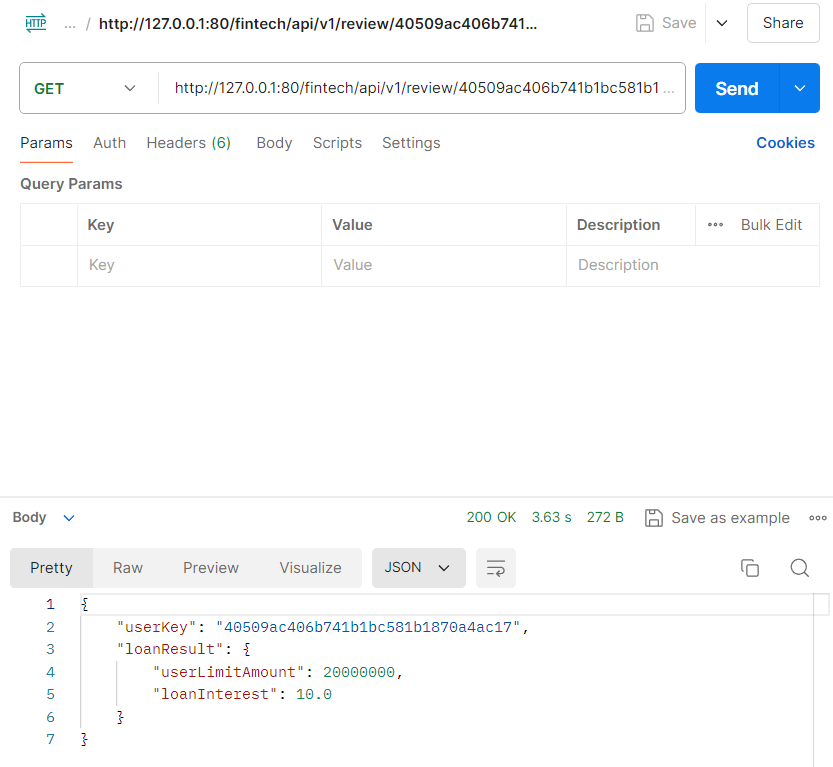 HTTP ... / http://127.0.0.1:80/fintech/api/v1/review/40509ac406b741... Save Share
GET http://127.0.0.1:80/fintech/api/v1/review/40509ac406b741b1bc581b1 ... Send
Params Auth Headers (6) Body Scripts Settings Cookies
Query Params
Key Value Description ••• Bulk Edit
Key Value Description
Body 200 OK 3.63 s 272 B Save as example
Pretty Raw Preview Visualize JSON
1 {
2 "userKey": "40509ac406b741b1bc581b1870a4ac17",
3 "loanResult": {
4 "userLimitAmount": 20000000,
5 "loanInterest": 10.0
6 }
7 }